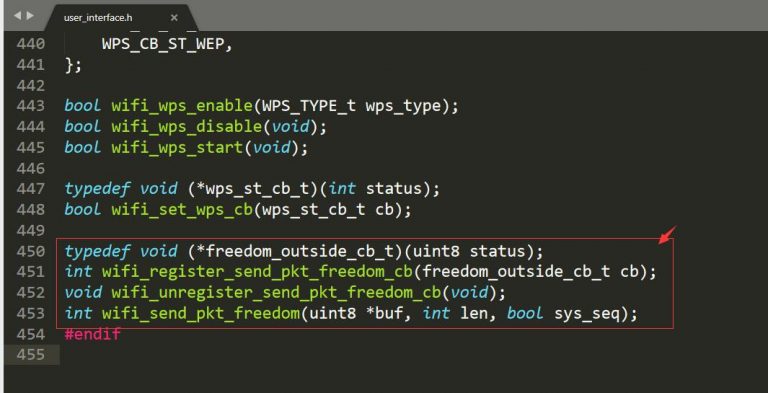 user_interface.h ×
440 WPS_CB_ST_WEP,
441 };
442
443 bool wifi_wps_enable(WPS_TYPE_t wps_type);
444 bool wifi_wps_disable(void);
445 bool wifi_wps_start(void);
446
447 typedef void (*wps_st_cb_t)(int status);
448 bool wifi_set_wps_cb(wps_st_cb_t cb);
449
450 typedef void (*freedom_outside_cb_t)(uint8 status);
451 int wifi_register_send_pkt_freedom_cb(freedom_outside_cb_t cb);
452 void wifi_unregister_send_pkt_freedom_cb(void);
453 int wifi_send_pkt_freedom(uint8 *buf, int len, bool sys_seq);
454 #endif
455